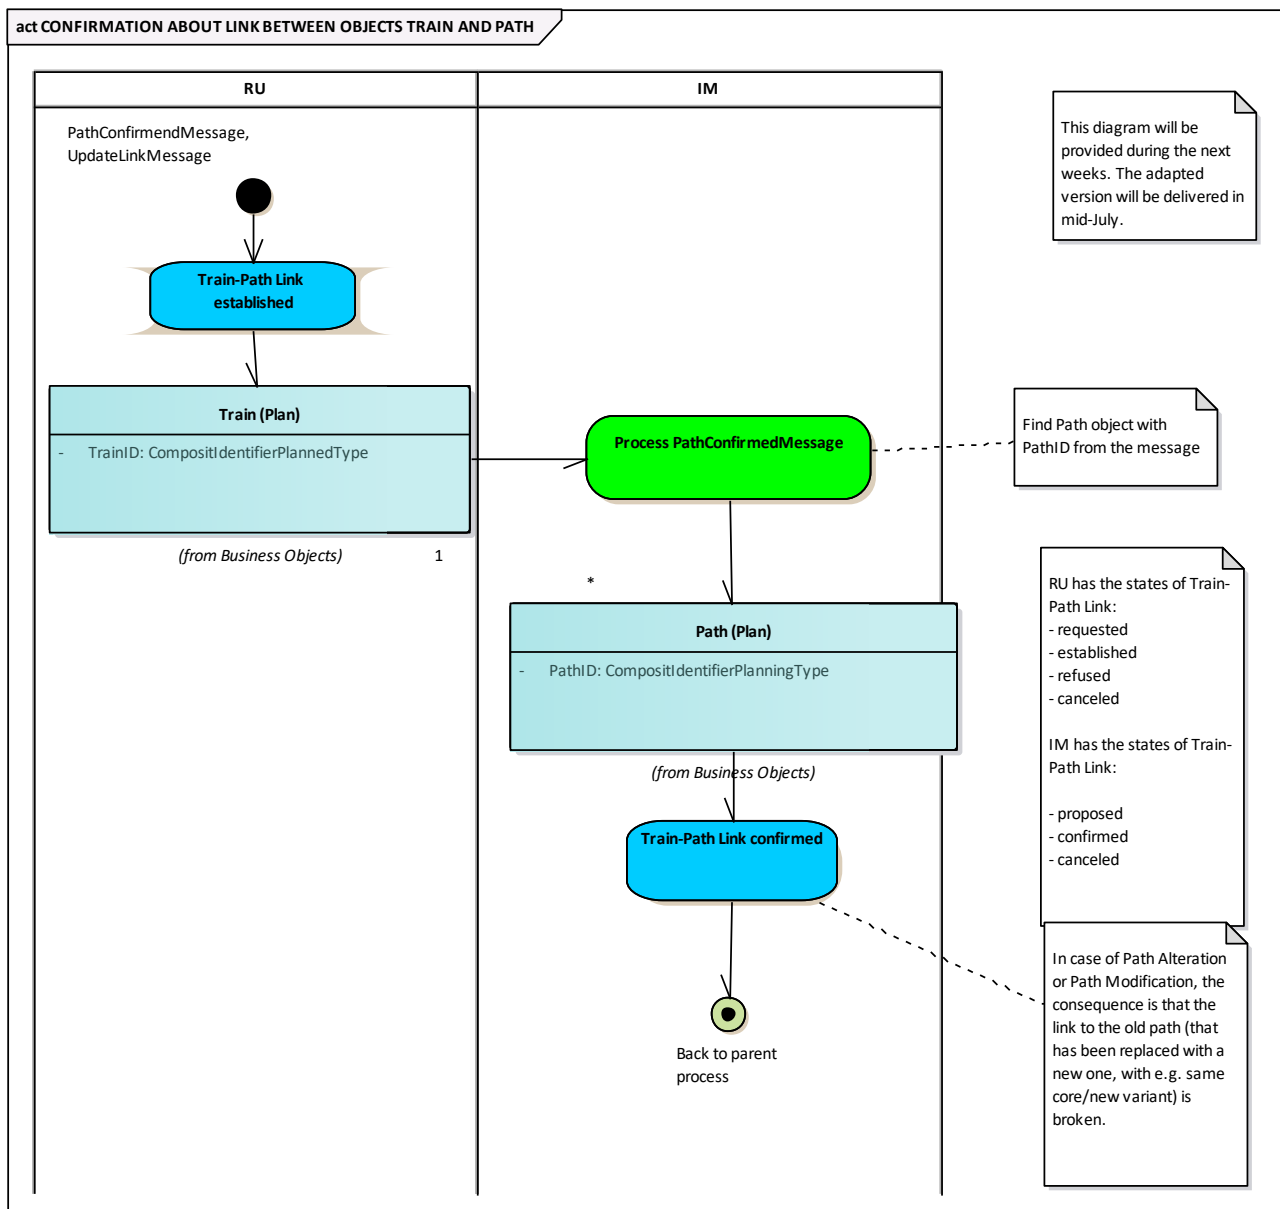 act CONFIRMATION ABOUT LINK BETWEEN OBJECTS TRAIN AND PATH
RU
IM
PathConfirmendMessage,
UpdateLinkMessage
This diagram will be
provided during the next
weeks. The adapted
version will be delivered in
mid-July.
Train-Path Link
established
Train (Plan)
- TrainID: CompositIdentifierPlannedType
(from Business Objects)
1
Process PathConfirmedMessage
Find Path object with
PathID from the message
*
Path (Plan)
- PathID: CompositIdentifierPlanningType
(from Business Objects)
RU has the states of Train-
Path Link:
- requested
- established
- refused
- canceled
IM has the states of Train-
Path Link:
- proposed
- confirmed
- canceled
Train-Path Link confirmed
In case of Path Alteration
or Path Modification, the
consequence is that the
link to the old path (that
has been replaced with a
new one, with e.g. same
core/new variant) is
broken.
Back to parent
process